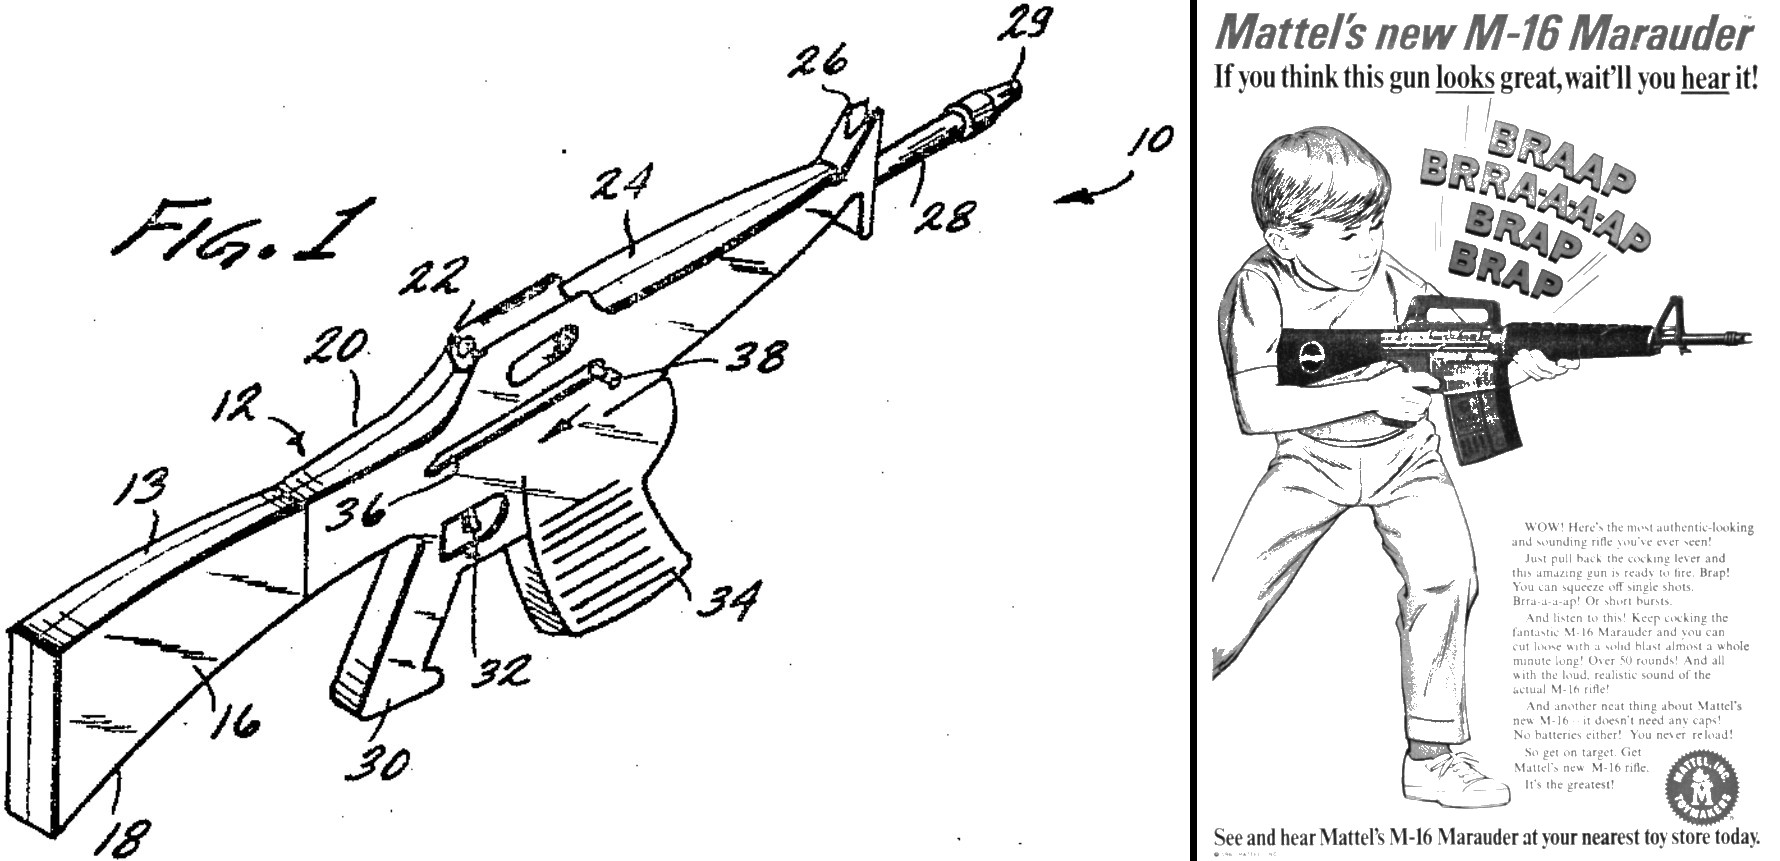 FIG. 1
29
26
10
24
28
22
38
20
12
13
36
34
32
16
30
18
Mattel's new M-16 Marauder™
If you think this gun looks great, wait'll you hear it!
BRAAP
BRRA-A-A-AP
BRAP
BRAP
WOW! Here's the most authentic-looking
and sounding rifle you've ever seen!
Just pull back the cocking lever and
this amazing gun is ready to fire. Brap!
You can squeeze off single shots.
Brra-a-a-ap! Or short bursts.
And listen to this! Keep cocking the
fantastic M-16 Marauder and you can
cut loose with a solid blast almost a whole
minute long! Over 50 rounds! And all
with the loud, realistic sound of the
actual M-16 rifle!
And another neat thing about Mattel's
new M-16 -- it doesn't need any caps!
No batteries either! You never reload!
So get on target. Get
Mattel's new M-16 rifle.
It's the greatest!
MATTEL, INC.
M
TOYMAKERS
See and hear Mattel's M-16 Marauder at your nearest toy store today.